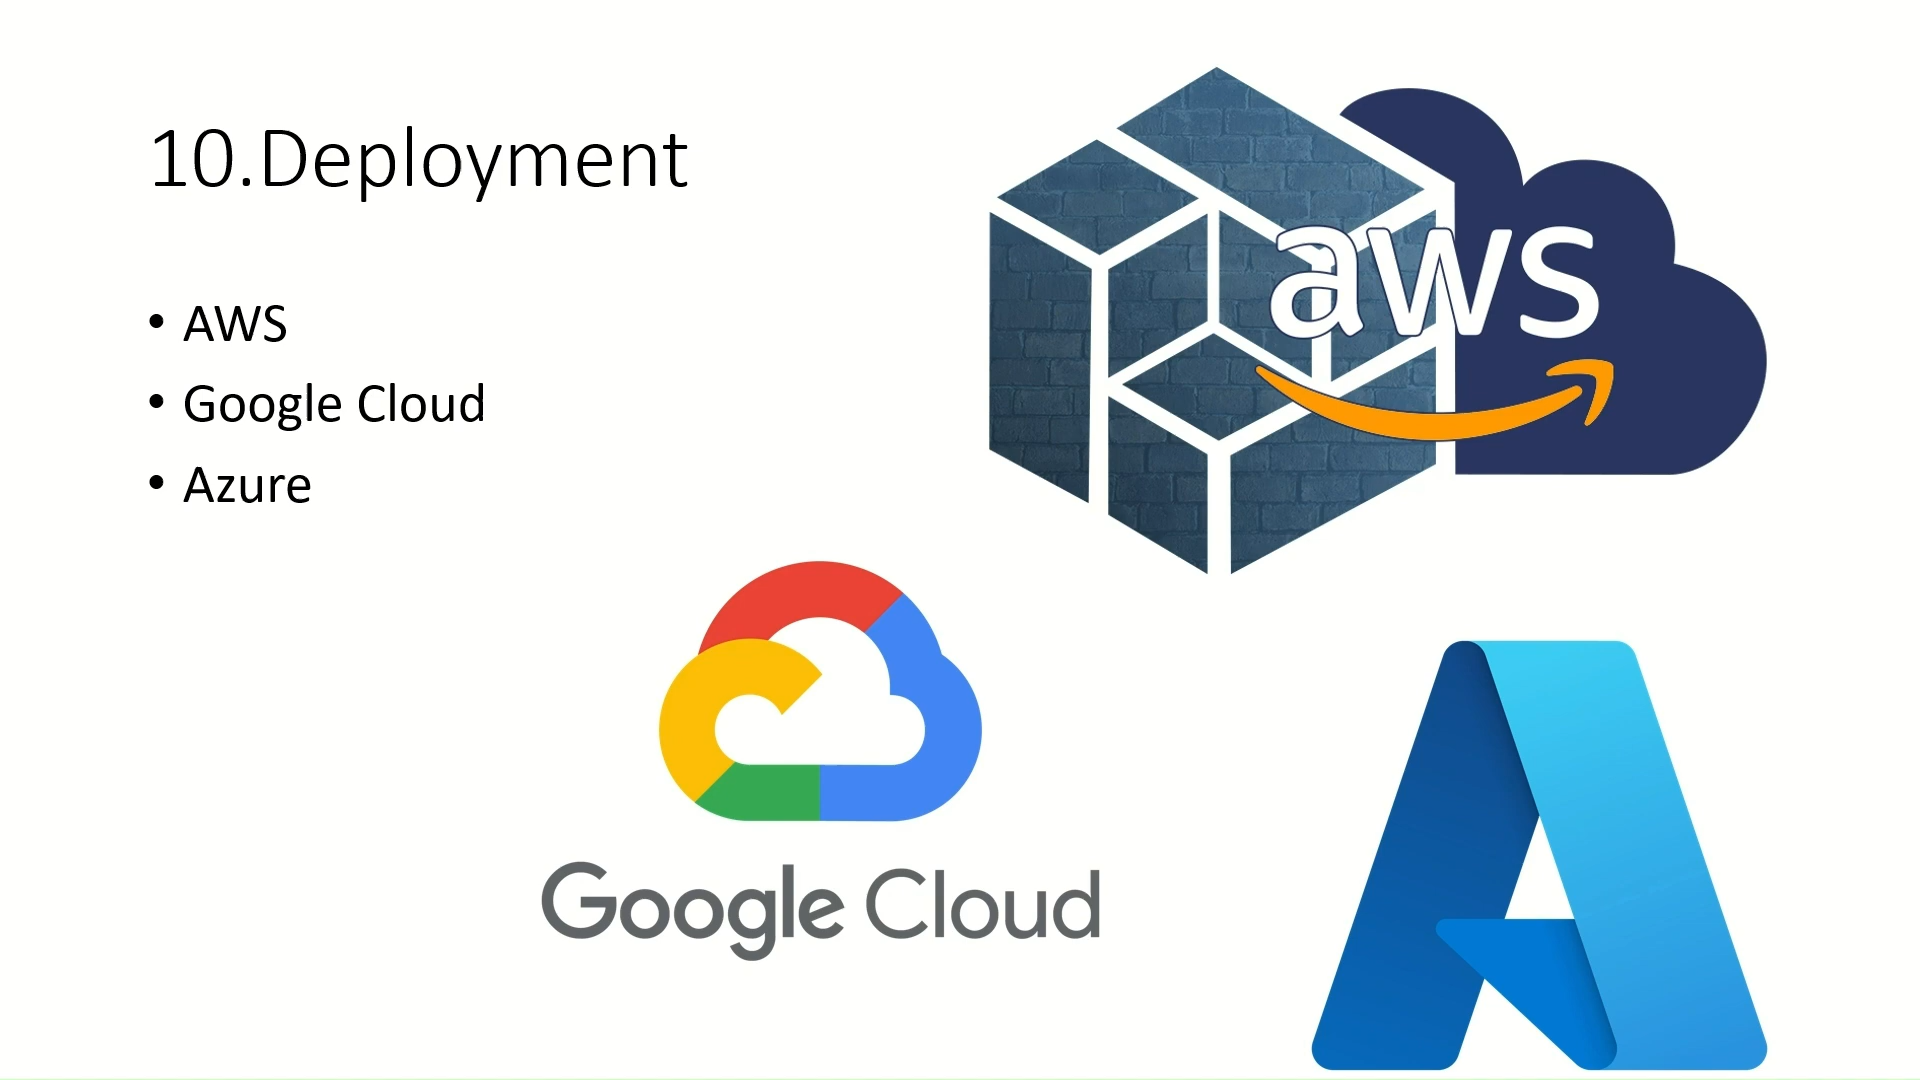 10.Deployment
• AWS
• Google Cloud
• Azure
aws
Google Cloud